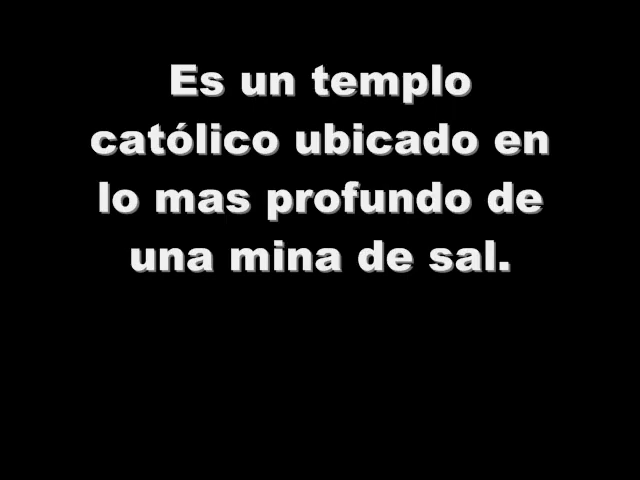 Es un templo
católico ubicado en
lo mas profundo de
una mina de sal.